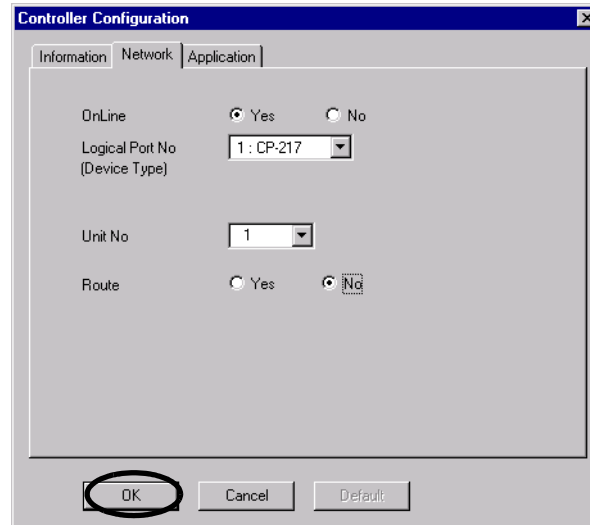 Controller Configuration
Information Network Application
OnLine Yes No
Logical Port No 1 : CP-217
(Device Type)
Unit No 1
Route Yes No
OK Cancel Default